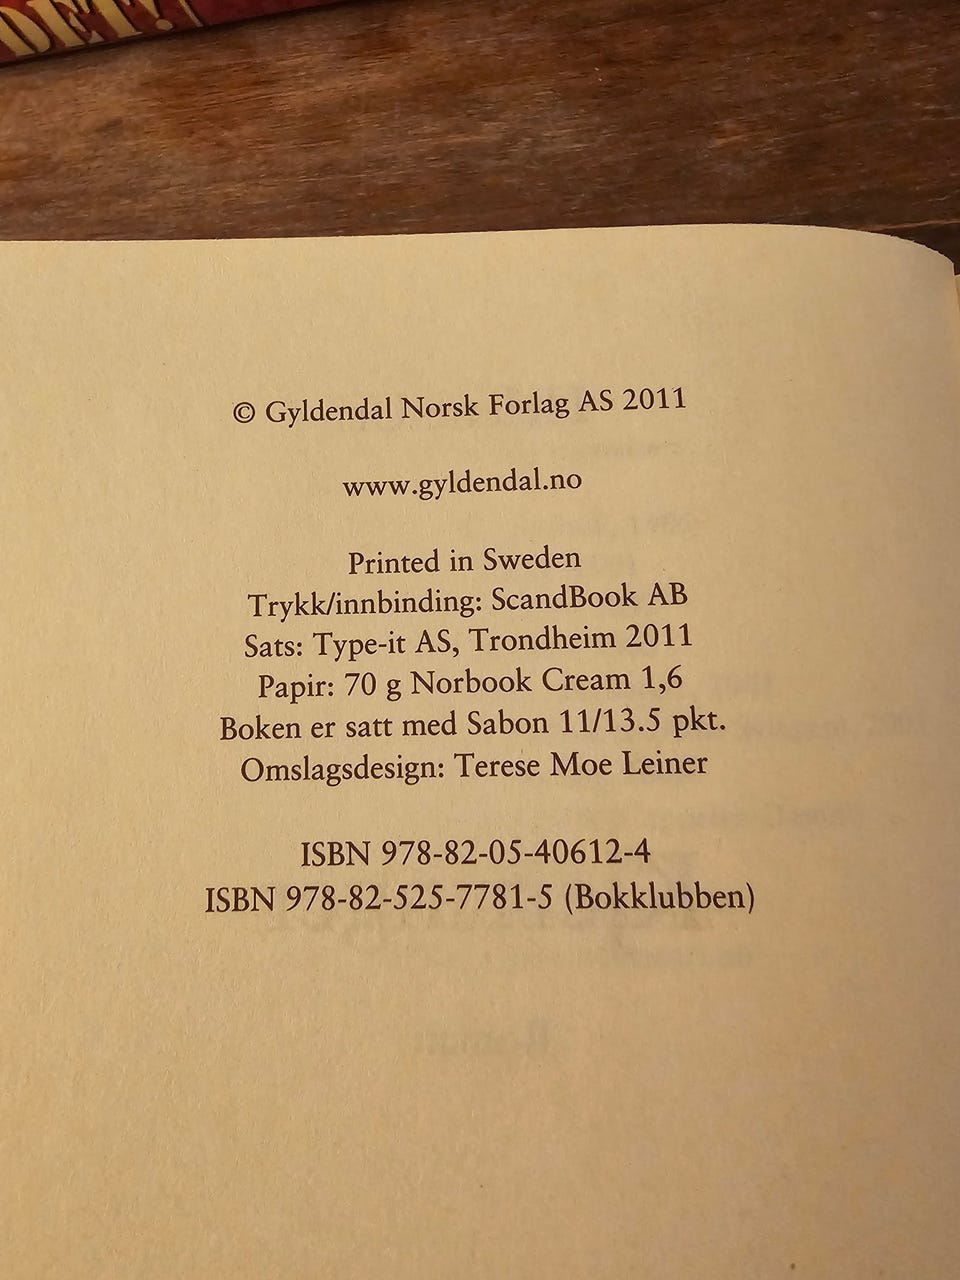 DET?
© Gyldendal Norsk Forlag AS 2011
www.gyldendal.no
Printed in Sweden
Trykk/innbinding: ScandBook AB
Sats: Type-it AS, Trondheim 2011
Papir: 70 g Norbook Cream 1,6
Boken er satt med Sabon 11/13.5 pkt.
Omslagsdesign: Terese Moe Leiner
ISBN 978-82-05-40612-4
ISBN 978-82-525-7781-5 (Bokklubben)